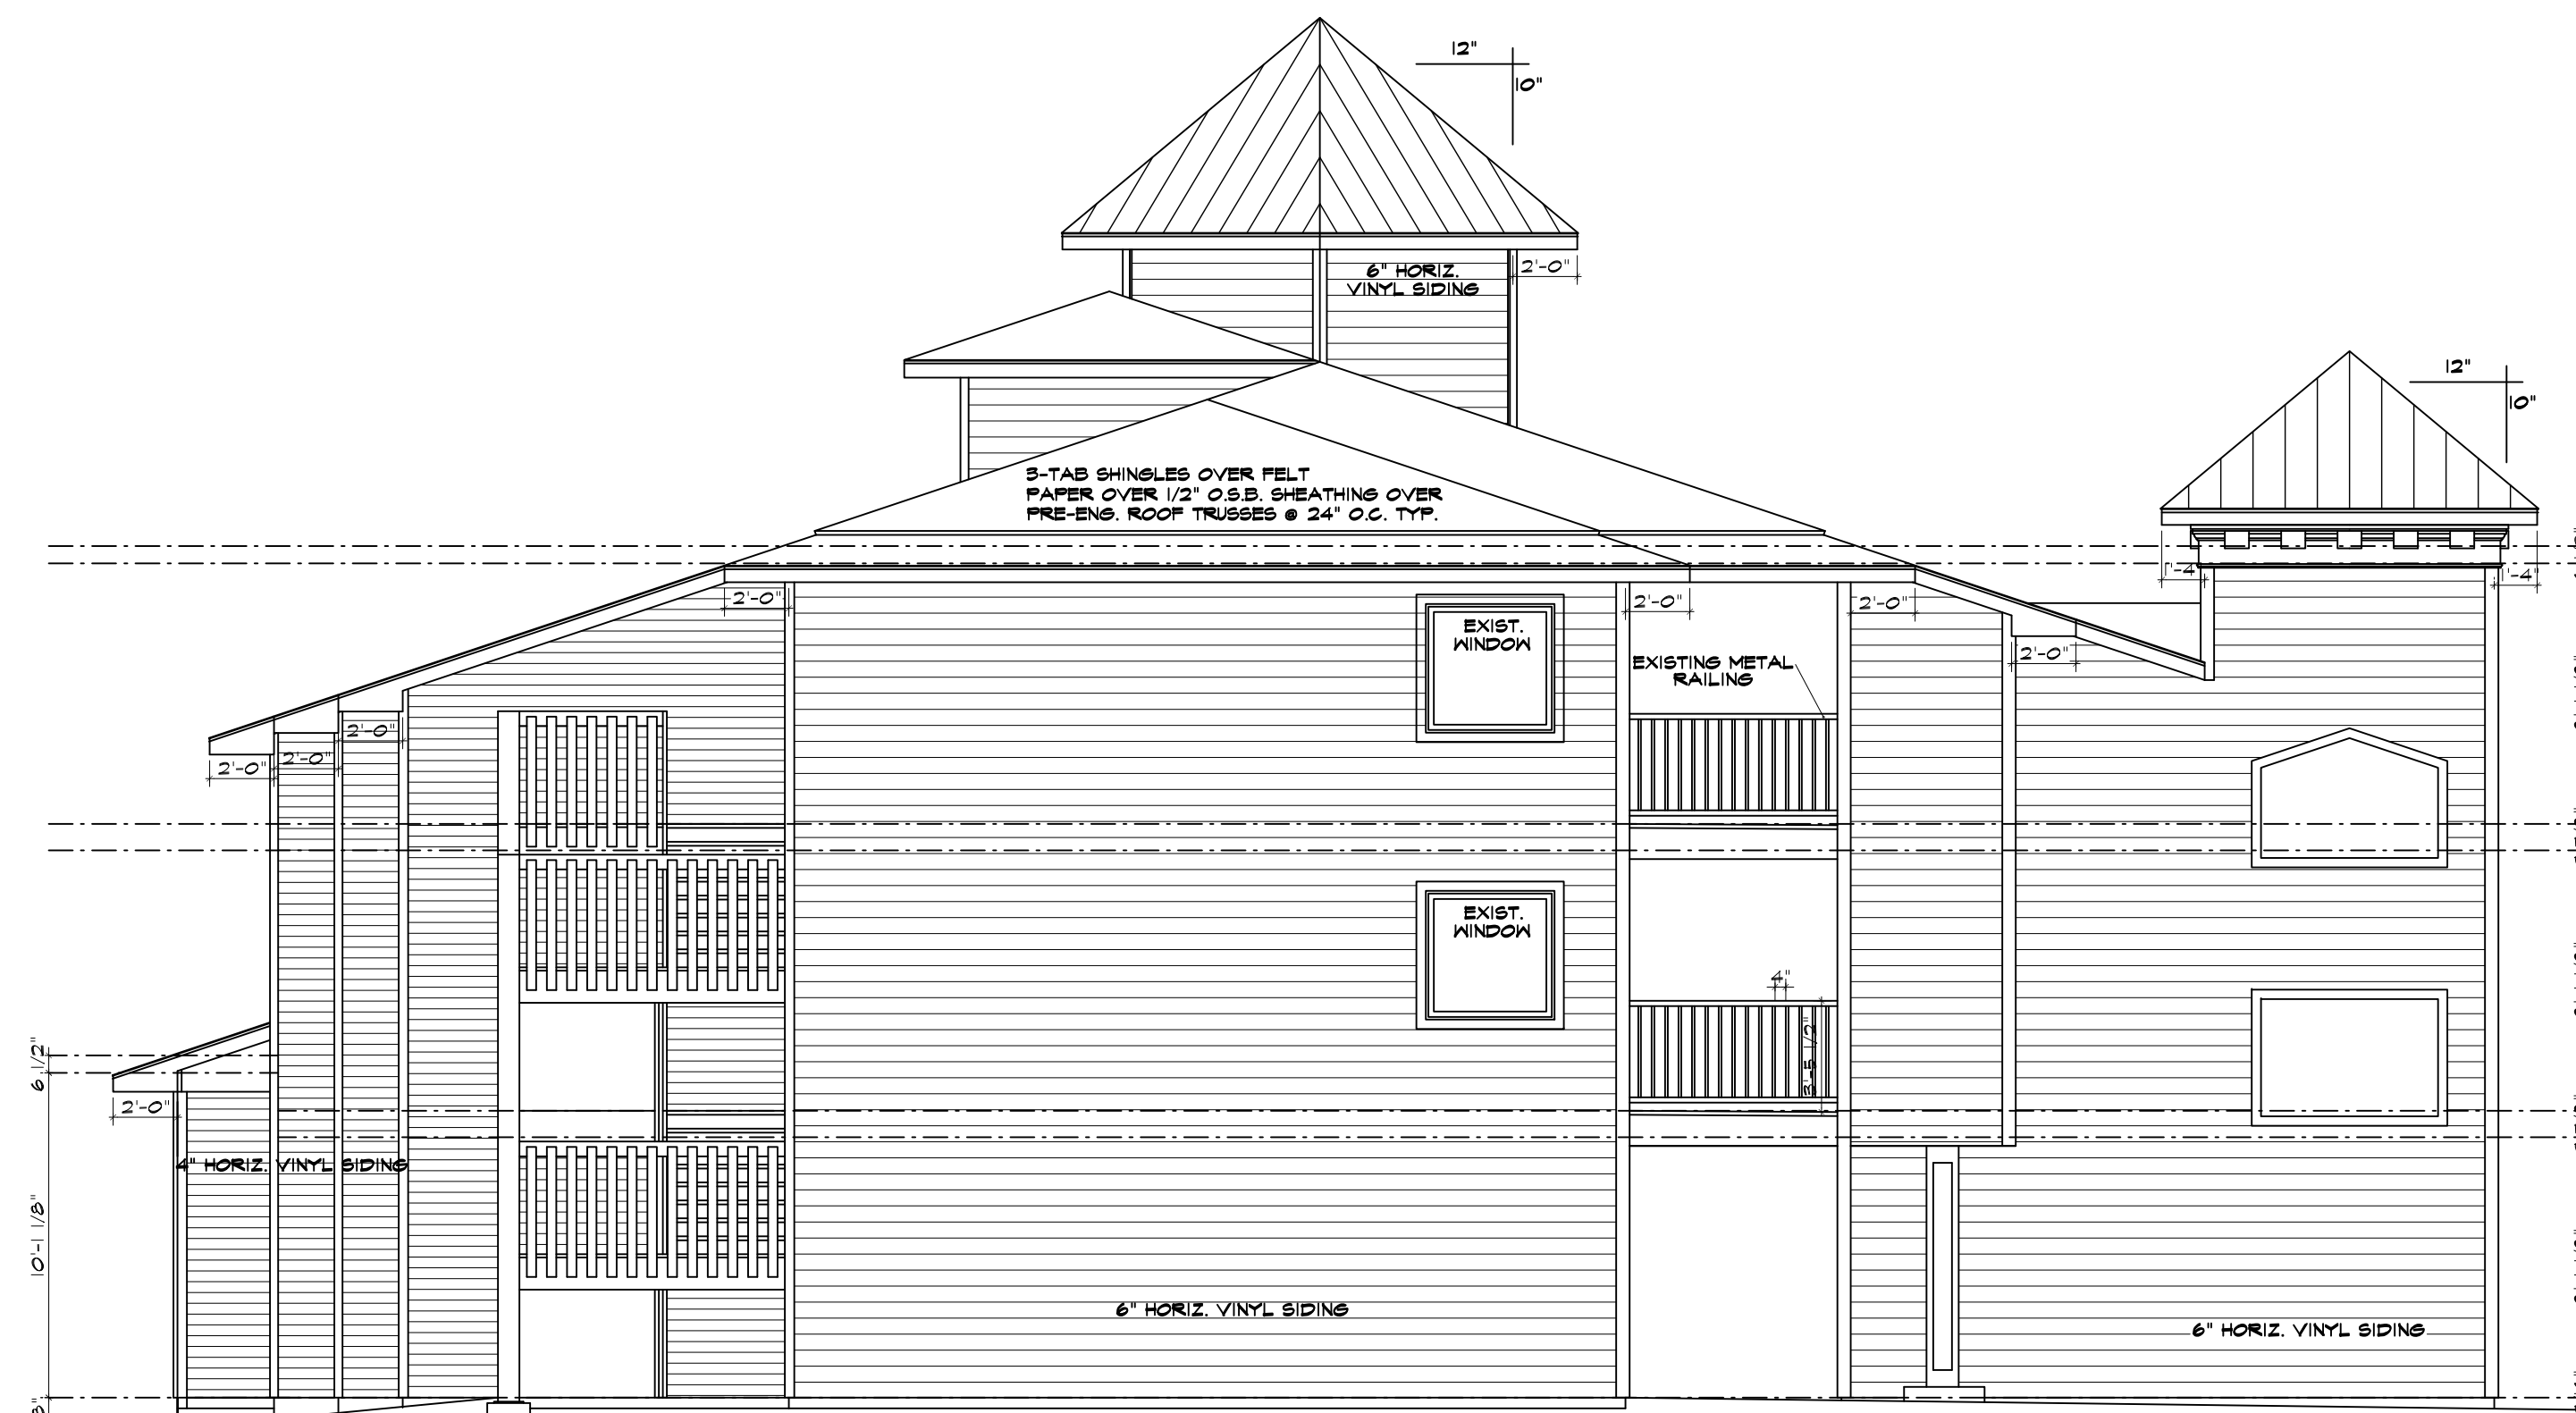 12"
10"
6" HORIZ.
VINYL SIDING
2'-0"
12"
10"
3-TAB SHINGLES OVER FELT
PAPER OVER 1/2" O.S.B. SHEATHING OVER
PRE-ENG. ROOF TRUSSES @ 24" O.C. TYP.
1'-4"
1'-4"
2'-0"
2'-0"
2'-0"
EXIST.
WINDOW
2'-0"
EXISTING METAL
RAILING
2'-0"
2'-0"
2'-0"
EXIST.
WINDOW
4"
3'-5 1/2"
6 1/2"
2'-0"
4" HORIZ. VINYL SIDING
10'-1 1/8"
6" HORIZ. VINYL SIDING
6" HORIZ. VINYL SIDING